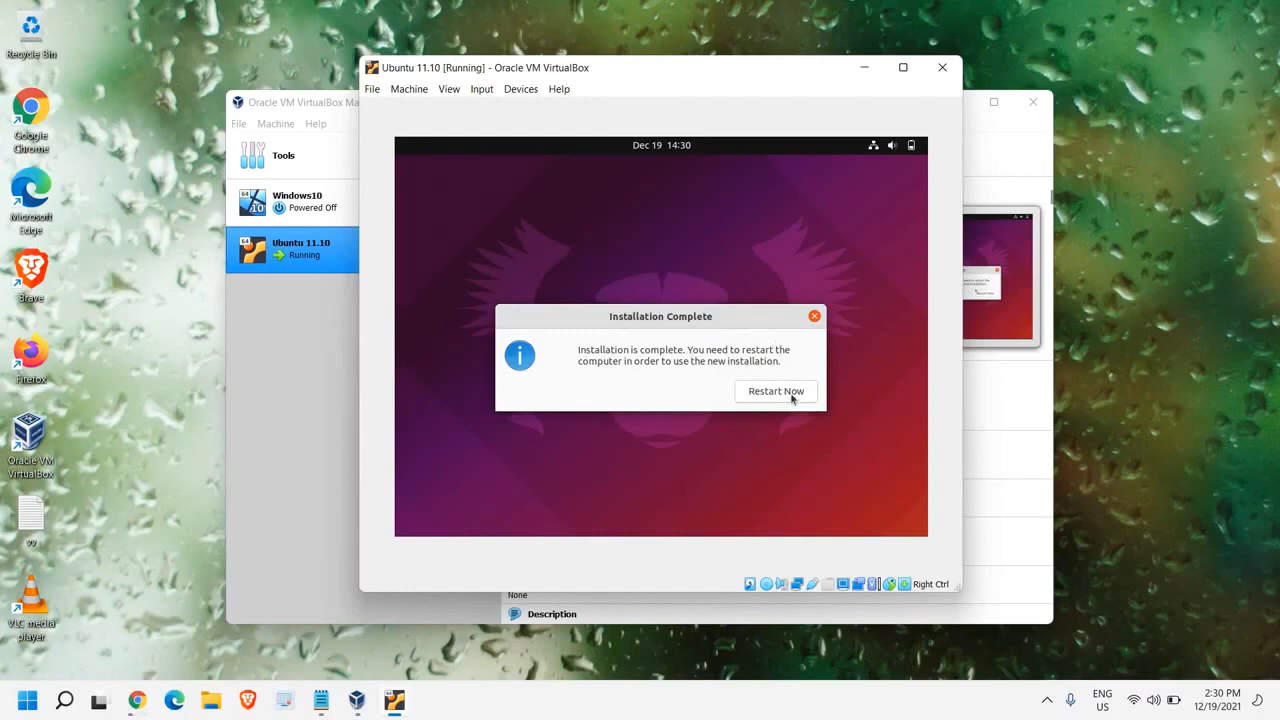 Recycle Bin
Google
Chrome
Microsoft
Edge
Brave
Firefox
Oracle VM
VirtualBox
vv
VLC media
player
Oracle VM VirtualBox Ma
File Machine Help
Tools
64
10
Windows10
Powered Off
64
Ubuntu 11.10
Running
None
Description
Ubuntu 11.10 [Running] - Oracle VM VirtualBox
File Machine View Input Devices Help
Dec 19 14:30
Installation Complete
Installation is complete. You need to restart the
computer in order to use the new installation.
Restart Now
Right Ctrl
ENG
US
2:30 PM
12/19/2021